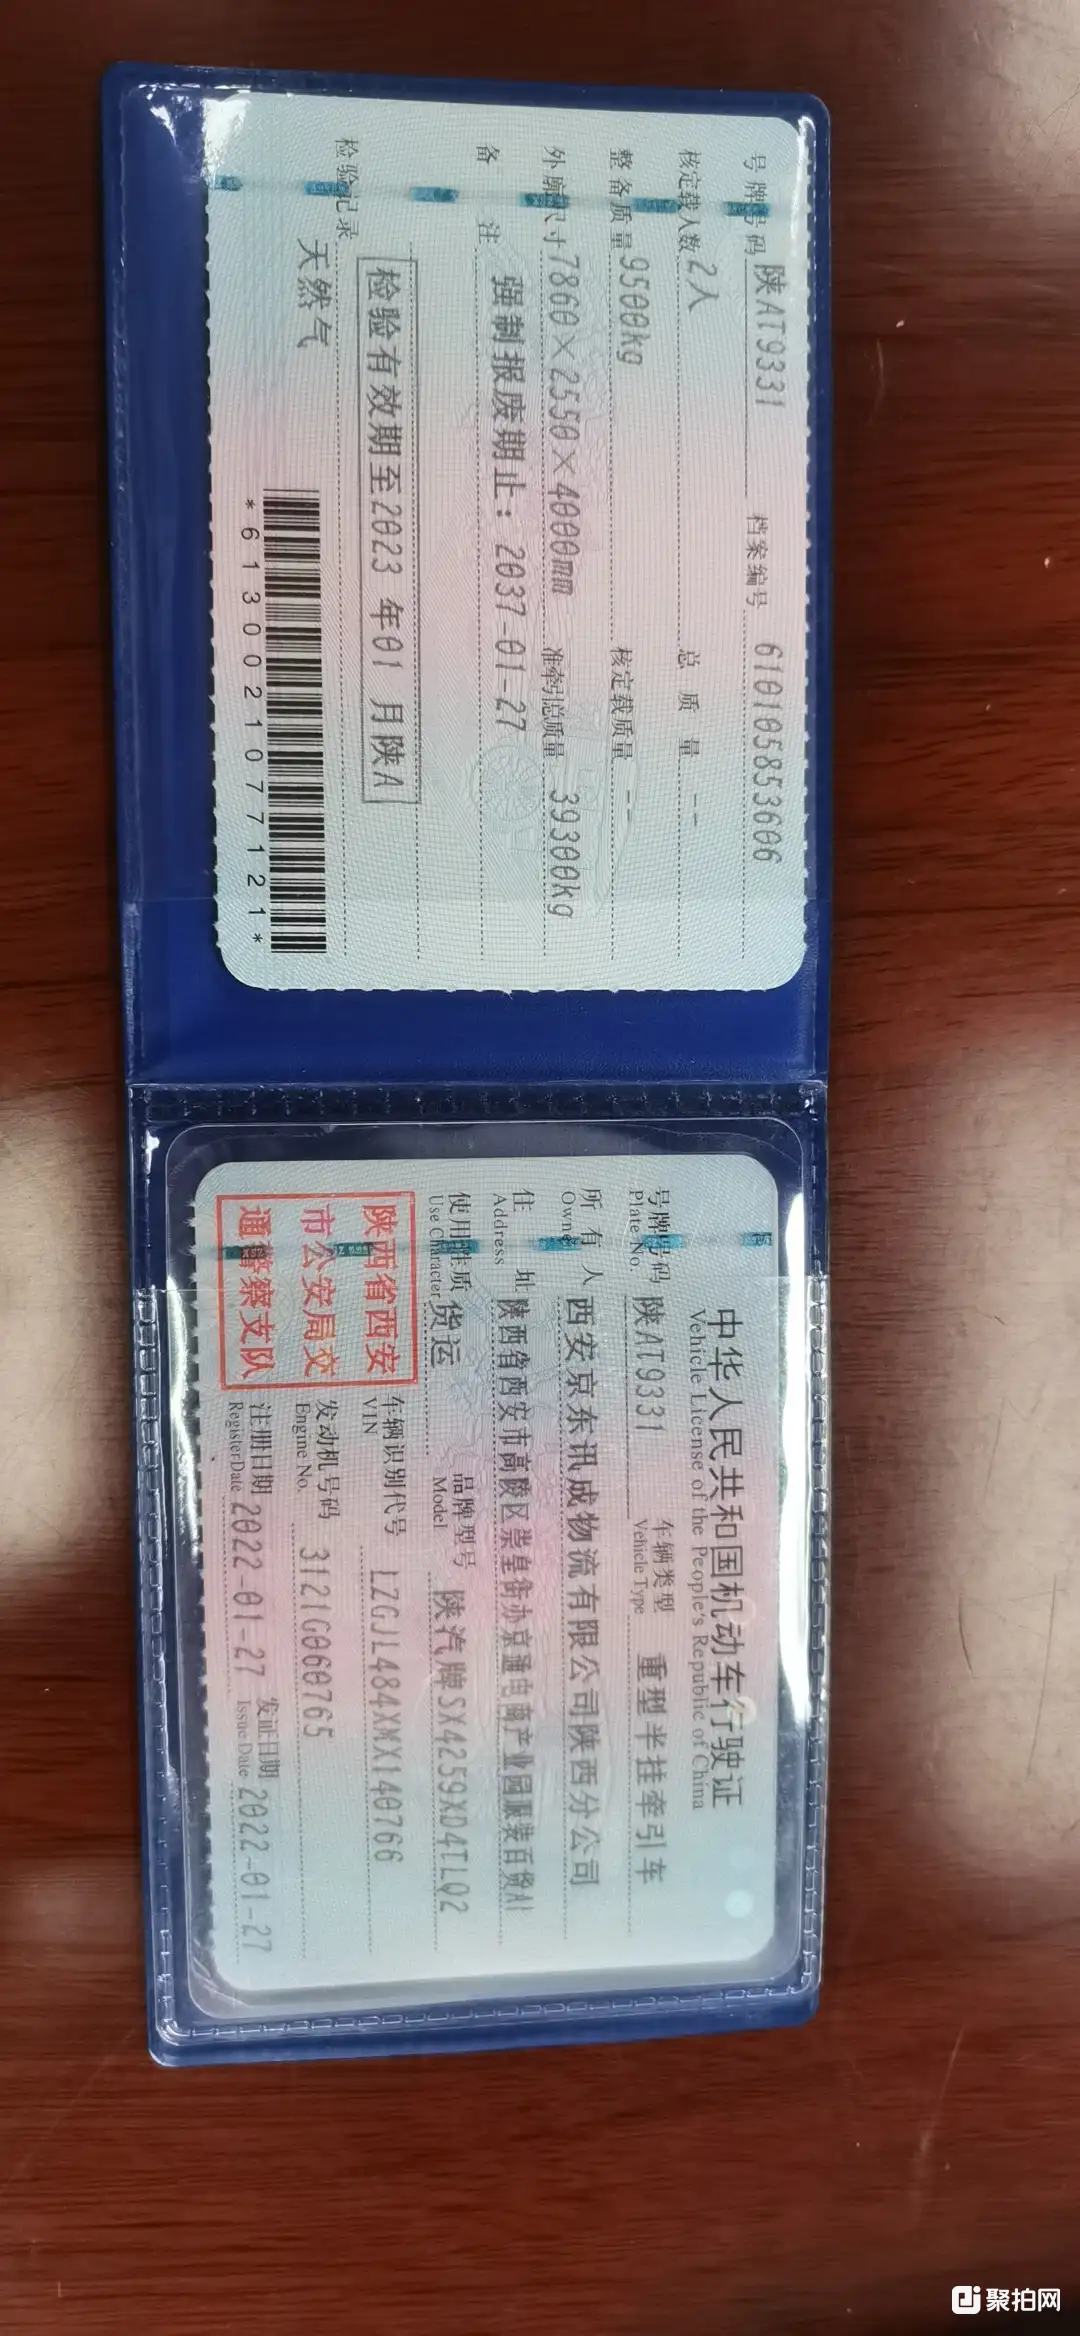 号牌号码 陕AT9331 档案编号 610105853606
核定载人数 2人 总质量 --
整备质量 9500kg 核定载质量 --
外廓尺寸 7860×2550×4000mm 准牵引总质量 39300kg
备注 强制报废期止：2037-01-27
检验有效期至2023年01月陕A
检验记录
天然气
*6130021077121*
中华人民共和国机动车行驶证
Vehicle License of the People's Republic of China
号牌号码 陕AT9331 车辆类型 重型半挂牵引车
Plate No. Vehicle Type
所有人 西安京东讯成物流有限公司陕西分公司
Owner
住址 陕西省西安市高陵区崇皇街办京通电商产业园服装百货A1
Address
使用性质 货运 品牌型号 陕汽牌SX4259XD4TLQ2
Use Character Model
陕西省西安
市公安局交
通警察支队
车辆识别代号 LZGJL484XMX140766
VIN
发动机号码 3121G060765
Engine No.
注册日期 2022-01-27 发证日期 2022-01-27
Register Date Issue Date
聚拍网